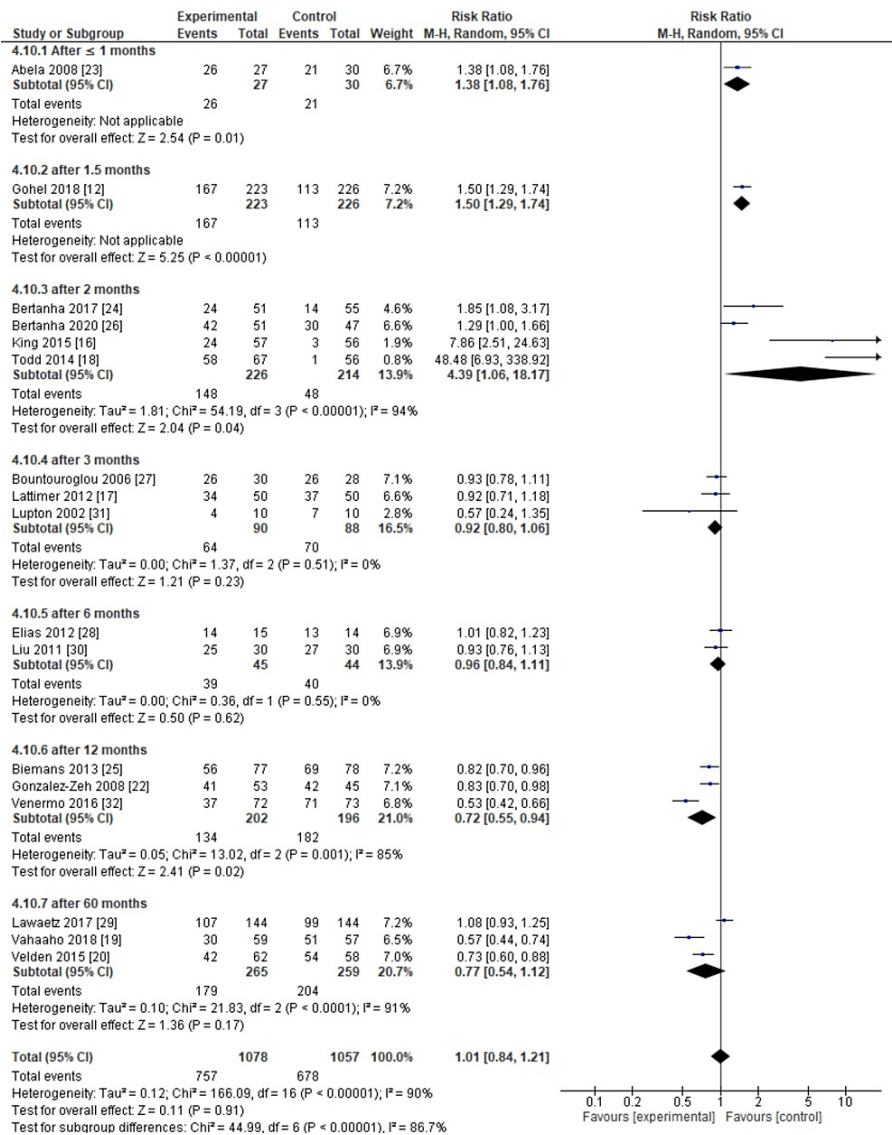 Experimental Control Risk Ratio Risk Ratio
Study or Subgroup Events Total Events Total Weight M-H, Random, 95% CI M-H, Random, 95% CI
4.10.1 After ≤ 1 months
Abela 2008 [23] 26 27 21 30 6.7% 1.38 [1.08, 1.76]
Subtotal (95% CI) 27 30 6.7% 1.38 [1.08, 1.76]
Total events 26 21
Heterogeneity: Not applicable
Test for overall effect: Z = 2.54 (P = 0.01)
4.10.2 after 1.5 months
Gohel 2018 [12] 167 223 113 226 7.2% 1.50 [1.29, 1.74]
Subtotal (95% CI) 223 226 7.2% 1.50 [1.29, 1.74]
Total events 167 113
Heterogeneity: Not applicable
Test for overall effect: Z = 5.25 (P < 0.00001)
4.10.3 after 2 months
Bertanha 2017 [24] 24 51 14 55 4.6% 1.85 [1.08, 3.17]
Bertanha 2020 [26] 42 51 30 47 6.6% 1.29 [1.00, 1.66]
King 2015 [16] 24 57 3 56 1.9% 7.86 [2.51, 24.63]
Todd 2014 [18] 58 67 1 56 0.8% 48.48 [6.93, 338.92]
Subtotal (95% CI) 226 214 13.9% 4.39 [1.06, 18.17]
Total events 148 48
Heterogeneity: Tau² = 1.81; Chi² = 54.19, df = 3 (P < 0.00001); I² = 94%
Test for overall effect: Z = 2.04 (P = 0.04)
4.10.4 after 3 months
Bountouroglou 2006 [27] 26 30 26 28 7.1% 0.93 [0.78, 1.11]
Lattimer 2012 [17] 34 50 37 50 6.6% 0.92 [0.71, 1.18]
Lupton 2002 [31] 4 10 7 10 2.8% 0.57 [0.24, 1.35]
Subtotal (95% CI) 90 88 16.5% 0.92 [0.80, 1.06]
Total events 64 70
Heterogeneity: Tau² = 0.00; Chi² = 1.37, df = 2 (P = 0.51); I² = 0%
Test for overall effect: Z = 1.21 (P = 0.23)
4.10.5 after 6 months
Elias 2012 [28] 14 15 13 14 6.9% 1.01 [0.82, 1.23]
Liu 2011 [30] 25 30 27 30 6.9% 0.93 [0.76, 1.13]
Subtotal (95% CI) 45 44 13.9% 0.96 [0.84, 1.11]
Total events 39 40
Heterogeneity: Tau² = 0.00; Chi² = 0.36, df = 1 (P = 0.55); I² = 0%
Test for overall effect: Z = 0.50 (P = 0.62)
4.10.6 after 12 months
Biemans 2013 [25] 56 77 69 78 7.2% 0.82 [0.70, 0.96]
Gonzalez-Zeh 2008 [22] 41 53 42 45 7.1% 0.83 [0.70, 0.98]
Venermo 2016 [32] 37 72 71 73 6.8% 0.53 [0.42, 0.66]
Subtotal (95% CI) 202 196 21.0% 0.72 [0.55, 0.94]
Total events 134 182
Heterogeneity: Tau² = 0.05; Chi² = 13.02, df = 2 (P = 0.001); I² = 85%
Test for overall effect: Z = 2.41 (P = 0.02)
4.10.7 after 60 months
Lawaetz 2017 [29] 107 144 99 144 7.2% 1.08 [0.93, 1.25]
Vahaaho 2018 [19] 30 59 51 57 6.5% 0.57 [0.44, 0.74]
Velden 2015 [20] 42 62 54 58 7.0% 0.73 [0.60, 0.88]
Subtotal (95% CI) 265 259 20.7% 0.77 [0.54, 1.12]
Total events 179 204
Heterogeneity: Tau² = 0.10; Chi² = 21.83, df = 2 (P < 0.0001); I² = 91%
Test for overall effect: Z = 1.36 (P = 0.17)
Total (95% CI) 1078 1057 100.0% 1.01 [0.84, 1.21]
Total events 757 678
Heterogeneity: Tau² = 0.12; Chi² = 166.09, df = 16 (P < 0.00001); I² = 90%
Test for overall effect: Z = 0.11 (P = 0.91)
Test for subgroup differences: Chi² = 44.99, df = 6 (P < 0.00001), I² = 86.7%
0.1 0.2 0.5 1 2 5 10
Favours [experimental] Favours [control]